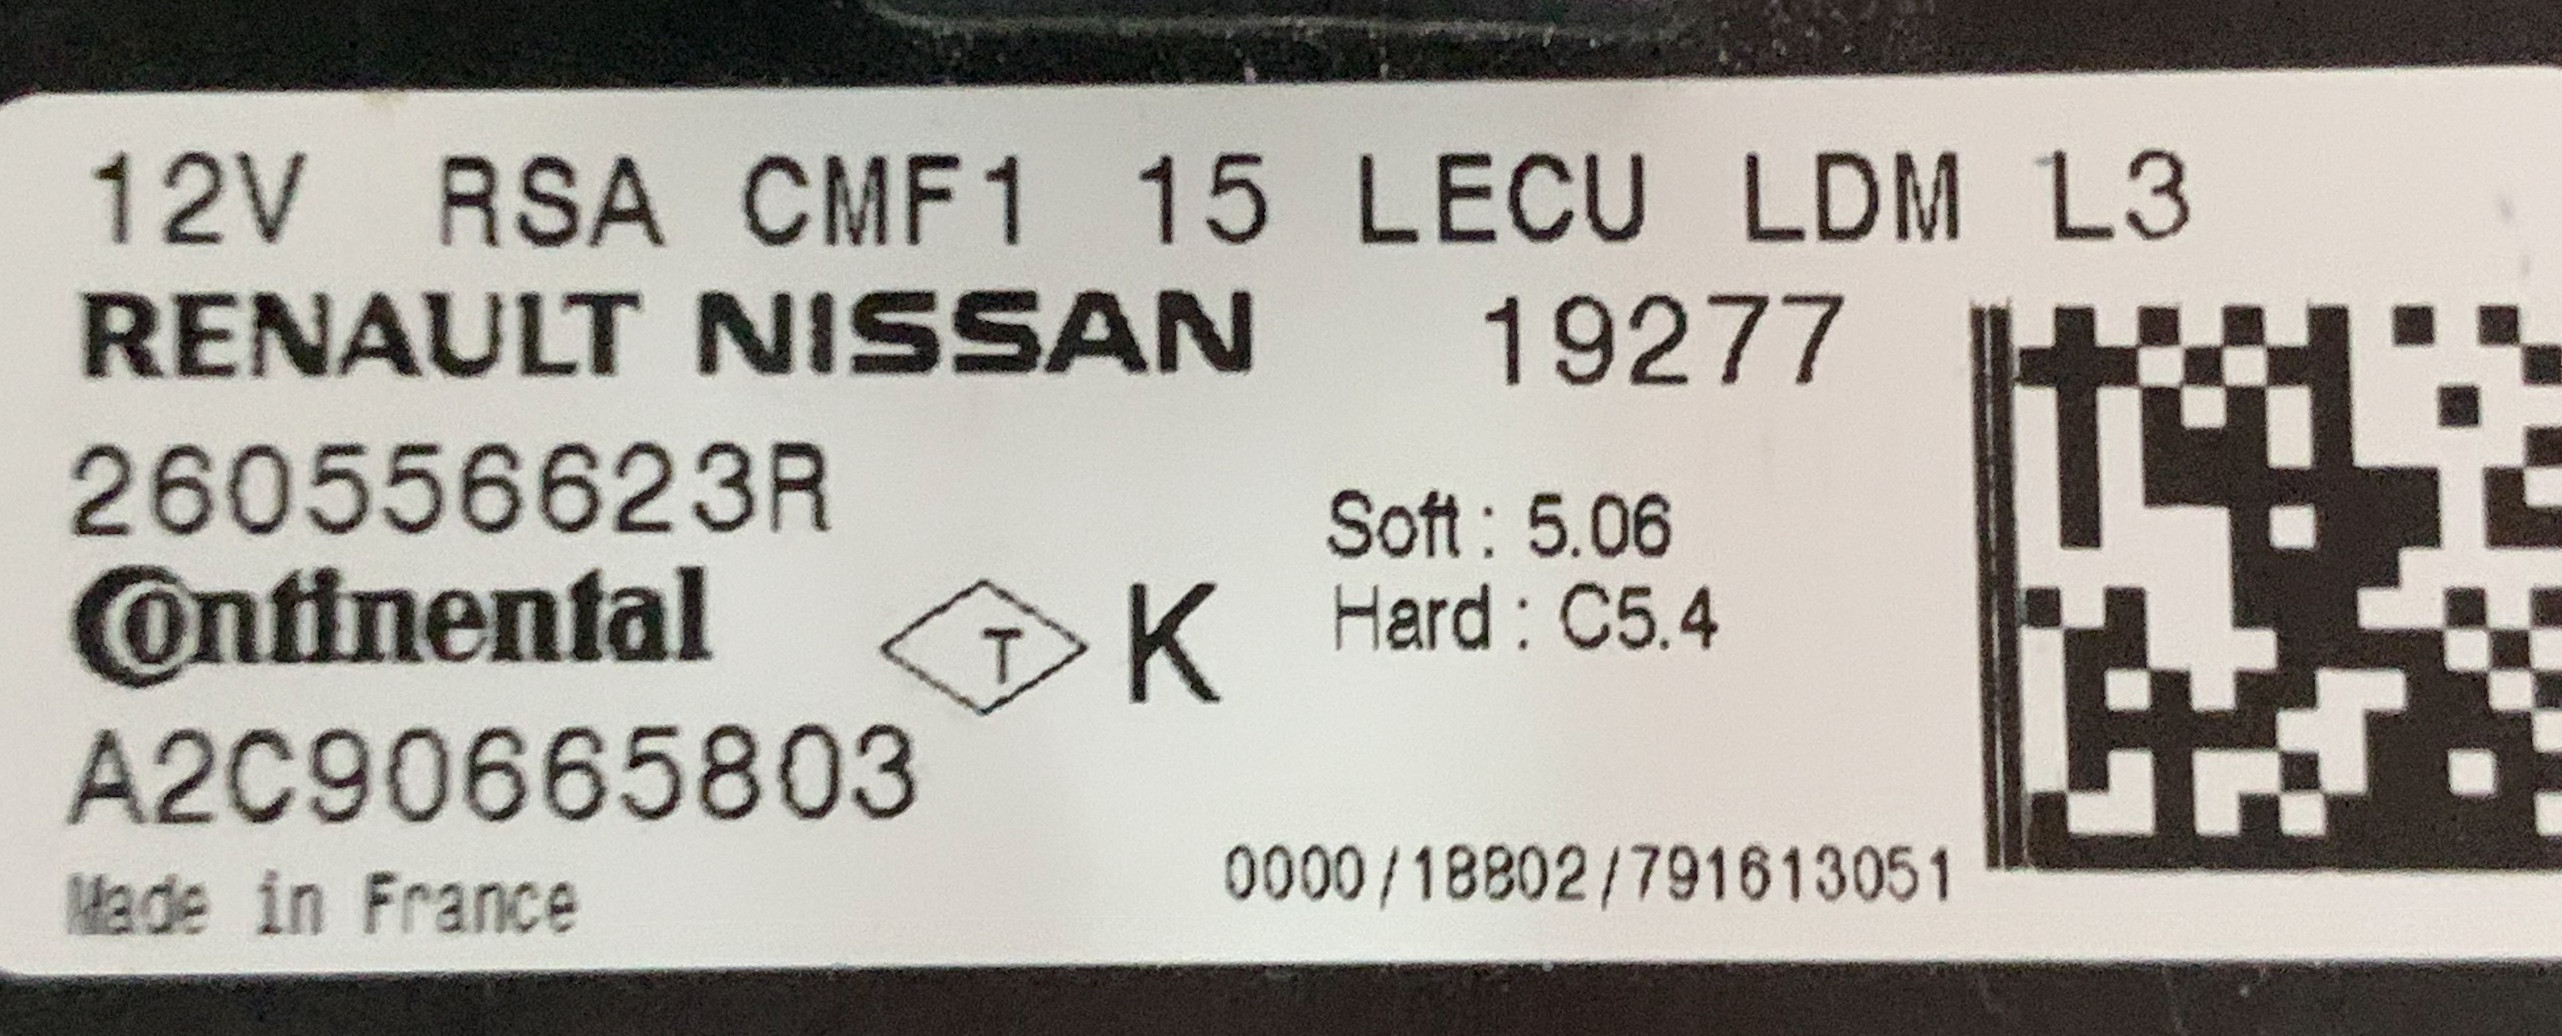 12V RSA CMF1 15 LECU LDM L3
RENAULT NISSAN 19277
260556623R
Soft : 5.06
Continental T K Hard : C5.4
A2C90665803
0000/18802/791613051
Made in France